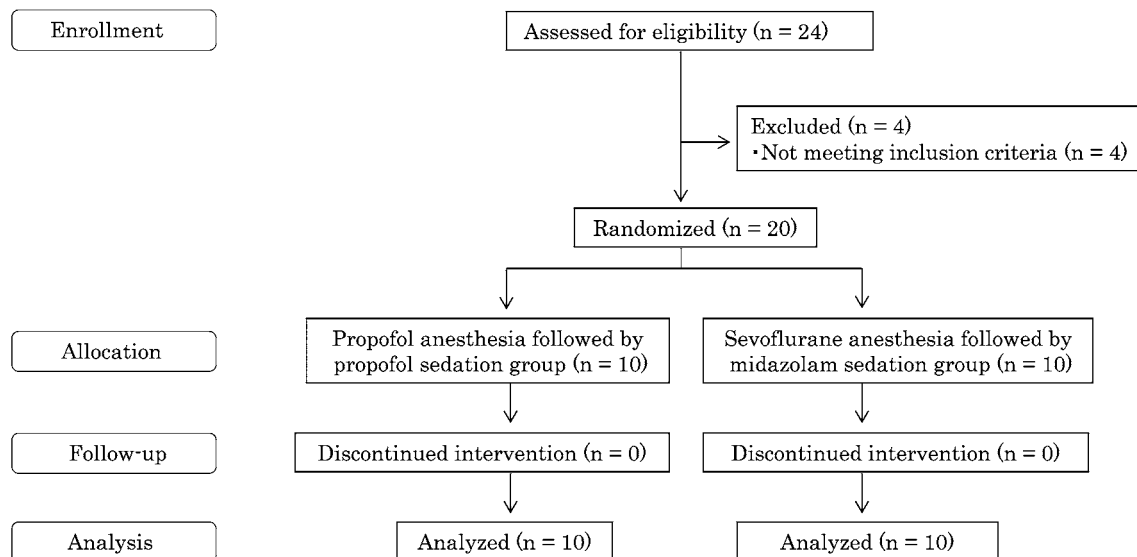 Enrollment
Assessed for eligibility (n = 24)
Excluded (n = 4)
・Not meeting inclusion criteria (n = 4)
Randomized (n = 20)
Allocation
Propofol anesthesia followed by
propofol sedation group (n = 10)
Sevoflurane anesthesia followed by
midazolam sedation group (n = 10)
Follow-up
Discontinued intervention (n = 0)
Discontinued intervention (n = 0)
Analysis
Analyzed (n = 10)
Analyzed (n = 10)